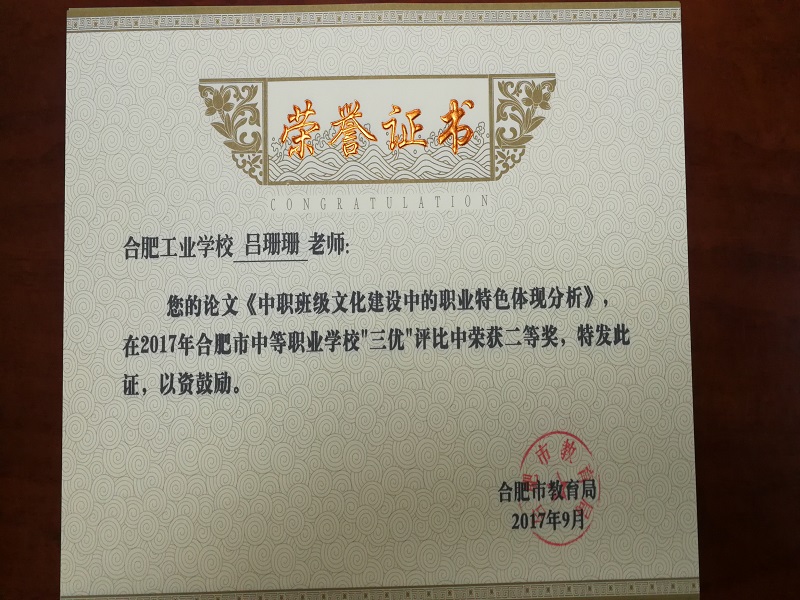 荣誉证书
CONGRATULATION
合肥工业学校 吕珊珊 老师:
您的论文《中职班级文化建设中的职业特色体现分析》,
在2017年合肥市中等职业学校"三优"评比中荣获二等奖,特发此
证,以资鼓励。
合肥市教育局
2017年9月